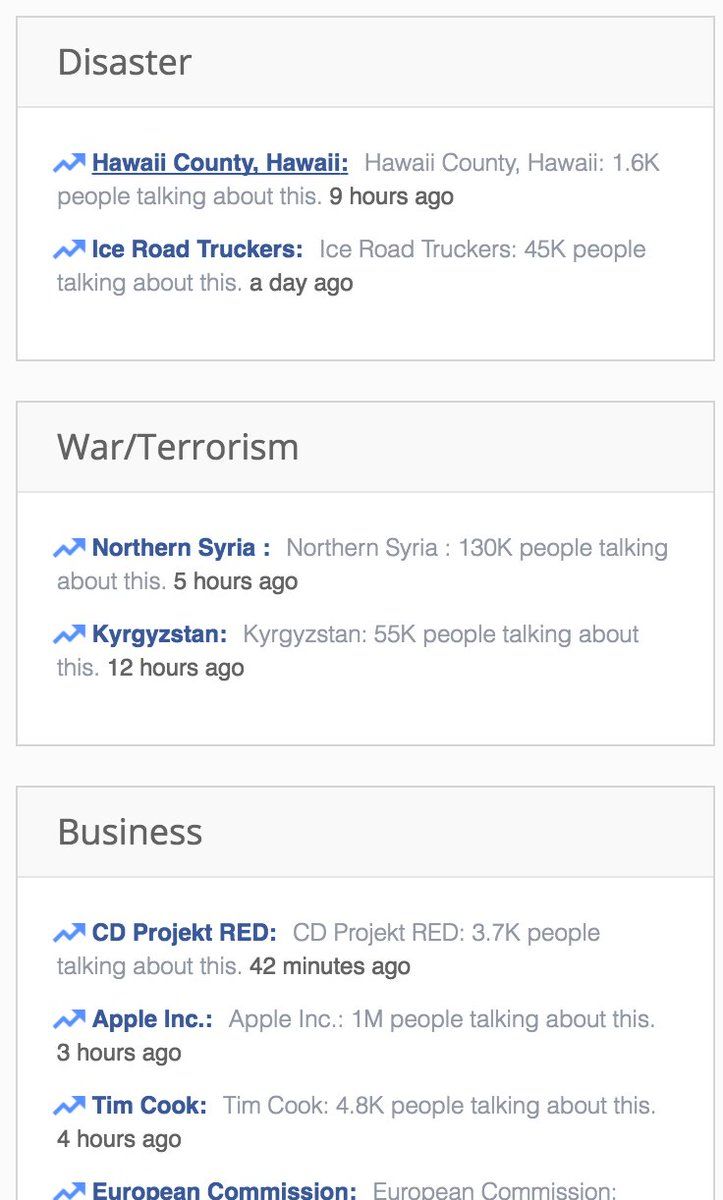 Disaster
Hawaii County, Hawaii: Hawaii County, Hawaii: 1.6K
people talking about this. 9 hours ago
Ice Road Truckers: Ice Road Truckers: 45K people
talking about this. a day ago
War/Terrorism
Northern Syria : Northern Syria : 130K people talking
about this. 5 hours ago
Kyrgyzstan: Kyrgyzstan: 55K people talking about
this. 12 hours ago
Business
CD Projekt RED: CD Projekt RED: 3.7K people
talking about this. 42 minutes ago
Apple Inc.: Apple Inc.: 1M people talking about this.
3 hours ago
Tim Cook: Tim Cook: 4.8K people talking about this.
4 hours ago
European Commission: European Commission: